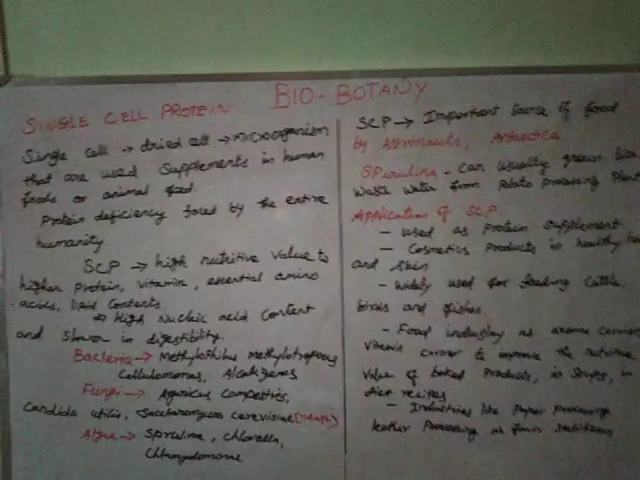 BIO-BOTANY
SINGLE CELL PROTEIN
Single cell → dried cell → Microorganism
that are used supplements in human
foods or animal feed.
Protein deficiency faced by the entire
humanity
SCP → high nutritive value to
higher Protein, vitamin, essential amino
acids, lipid contents
⇒ High nucleic acid content
and slower in digestibility.
Bacteria → Methylophilus methylotropous
Cellulomonas, Alcaligenes
Fungi → Agaricus campestris,
Candida utilis, Saccharomyces cerevisiae (yeast)
Algae → Spirulina, Chlorella,
Chlamydomonas
SCP → Important source of food
by Astronauts, Antarctica
Spirulina - Can usually grown like
Waste water from Potato Processing Plant
Application of SCP.
- Used as protein supplement
- Cosmetics Products in healthy
and skin
- Widely used for feeding cattle,
birds and fishes.
- Food industry as aroma carrier,
vitamin carrier to improve the nutritive
value of baked products, in soups, in
diet recipes
- Industries like Paper Processing
leather Processing as foam stabilizers